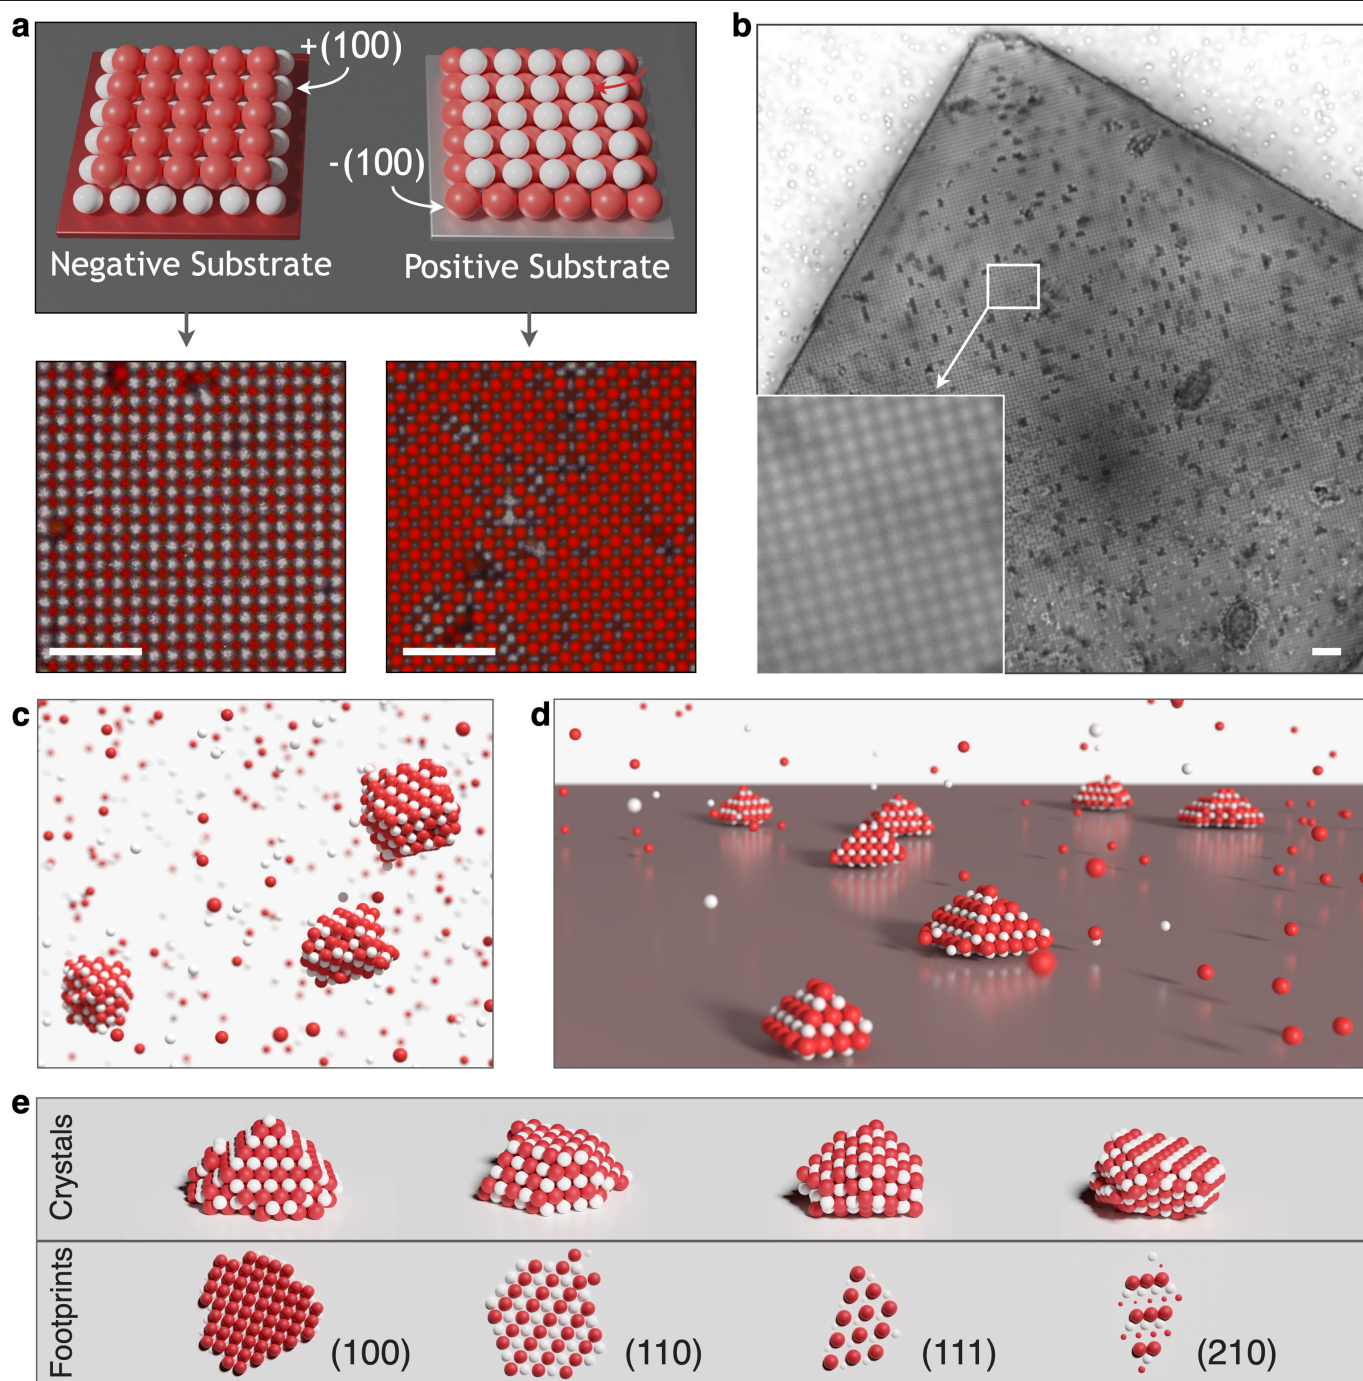 a
+(100)
-(100)
Negative Substrate
Positive Substrate
b
c
d
e
Crystals
Footprints
(100)
(110)
(111)
(210)